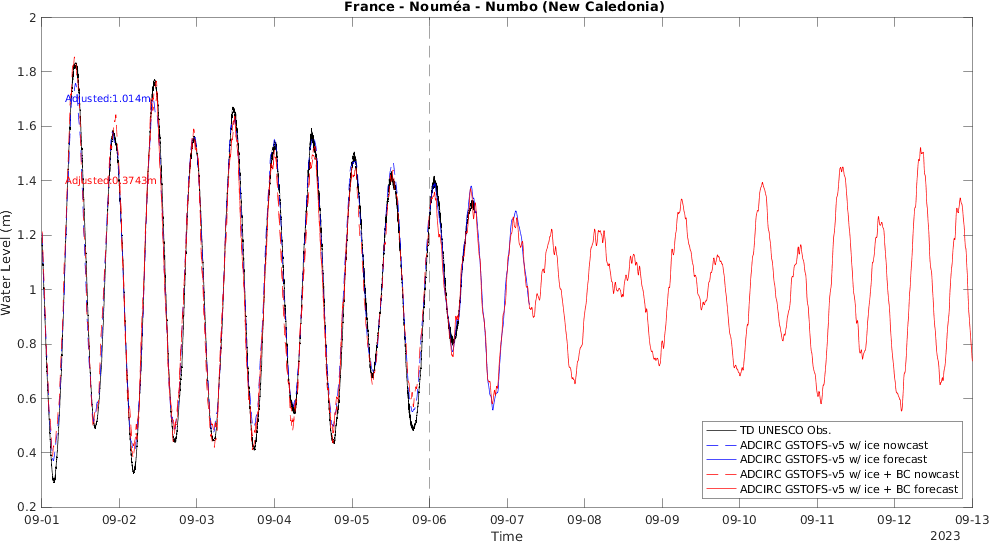 France - Nouméa - Numbo (New Caledonia)
Water Level (m)
2
1.8
1.6
1.4
1.2
1
0.8
0.6
0.4
0.2
Adjusted:1.014m
Adjusted:0.3743m
TD UNESCO Obs.
ADCIRC GSTOFS-v5 w/ ice nowcast
ADCIRC GSTOFS-v5 w/ ice forecast
ADCIRC GSTOFS-v5 w/ ice + BC nowcast
ADCIRC GSTOFS-v5 w/ ice + BC forecast
09-01 09-02 09-03 09-04 09-05 09-06 09-07 09-08 09-09 09-10 09-11 09-12 09-13
Time
2023